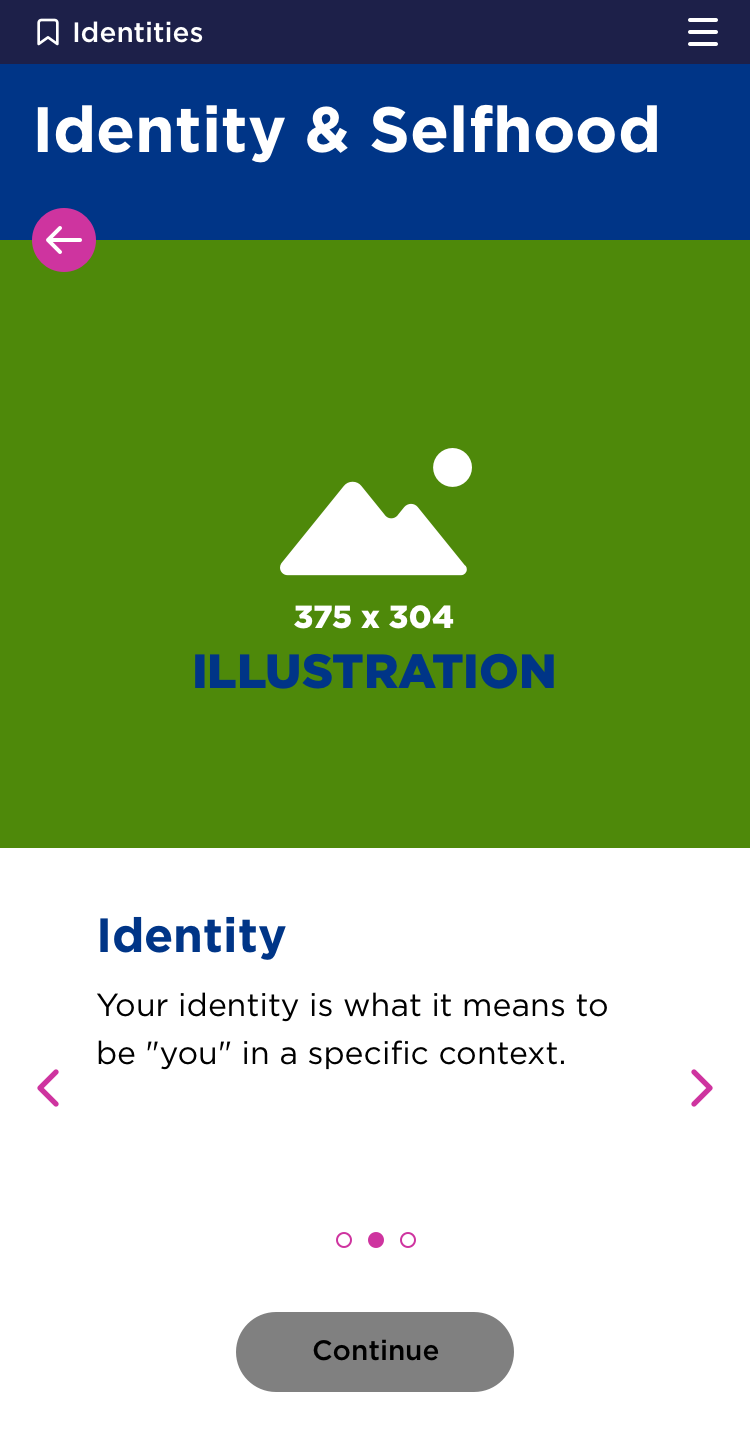 Identities
Identity & Selfhood
375 x 304
ILLUSTRATION
Identity
Your identity is what it means to
be "you" in a specific context.
Continue